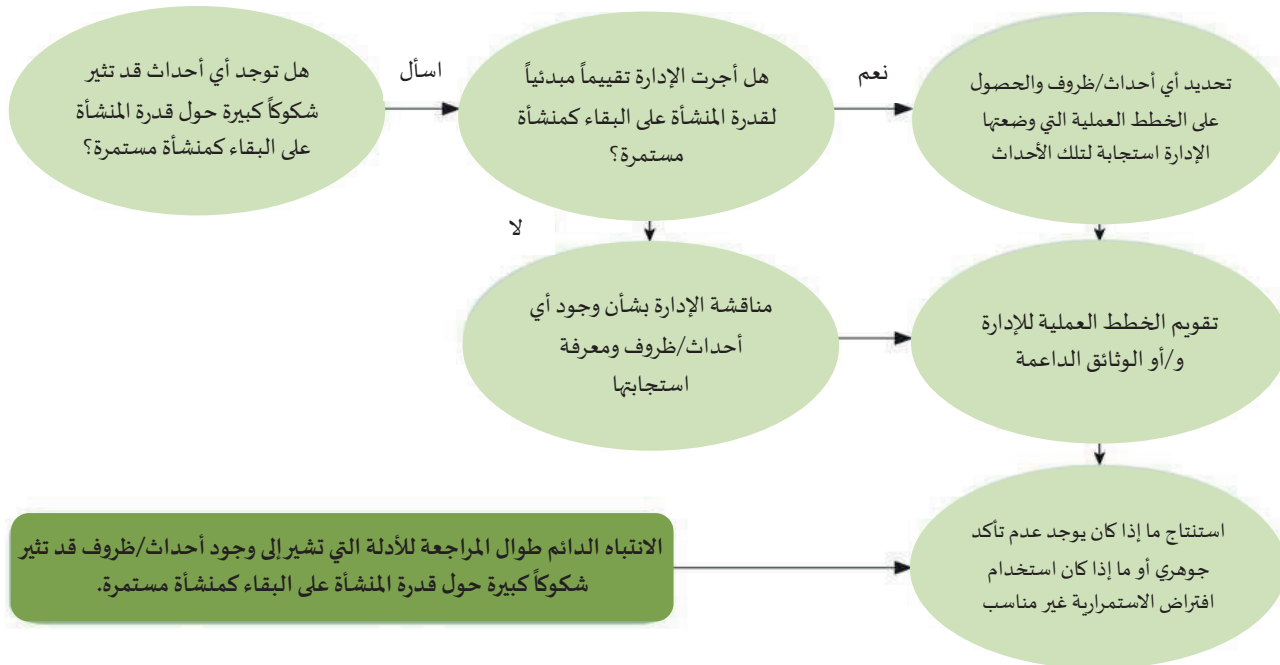 هل توجد أي أحداث قد تثير
شكوكاً كبيرة حول قدرة المنشأة
على البقاء كمنشأة مستمرة؟
اسأل
هل أجرت الإدارة تقييماً مبدئياً
لقدرة المنشأة على البقاء كمنشأة
مستمرة؟
نعم
تحديد أي أحداث/ظروف والحصول
على الخطط العملية التي وضعتها
الإدارة استجابة لتلك الأحداث
لا
مناقشة الإدارة بشأن وجود أي
أحداث/ظروف ومعرفة
استجابتها
تقويم الخطط العملية للإدارة
و/أو الوثائق الداعمة
الانتباه الدائم طوال المراجعة للأدلة التي تشير إلى وجود أحداث/ظروف قد تثير
شكوكاً كبيرة حول قدرة المنشأة على البقاء كمنشأة مستمرة.
استنتاج ما إذا كان يوجد عدم تأكد
جوهري أو ما إذا كان استخدام
افتراض الاستمرارية غير مناسب